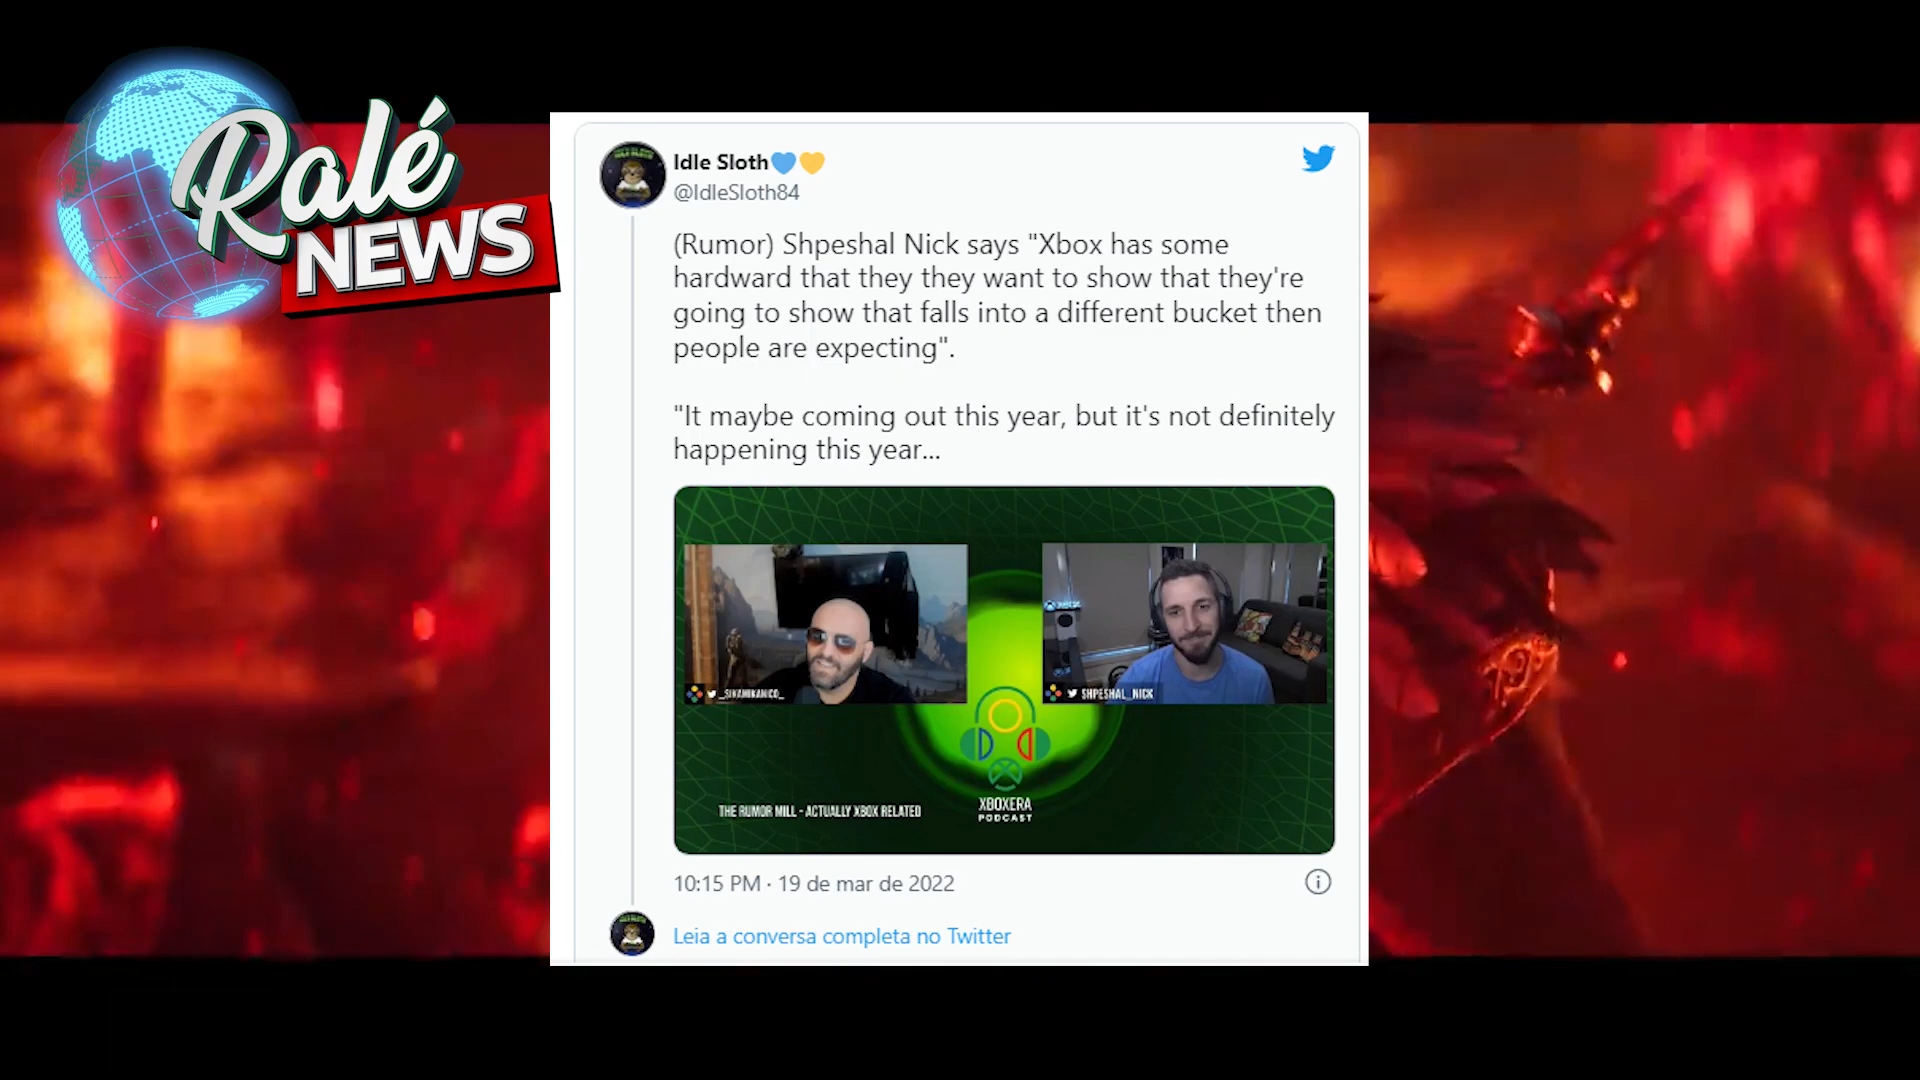 Ralé
NEWS
Idle Sloth💙💛
@IdleSloth84
(Rumor) Shpeshal Nick says "Xbox has some
hardward that they they want to show that they're
going to show that falls into a different bucket then
people are expecting".
"It maybe coming out this year, but it's not definitely
happening this year...
XBOX
_SIKAMIKANICO_
SHPESHAL_NICK
THE RUMOR MILL - ACTUALLY XBOX RELATED
XBOXERA
PODCAST
10:15 PM · 19 de mar de 2022
Leia a conversa completa no Twitter